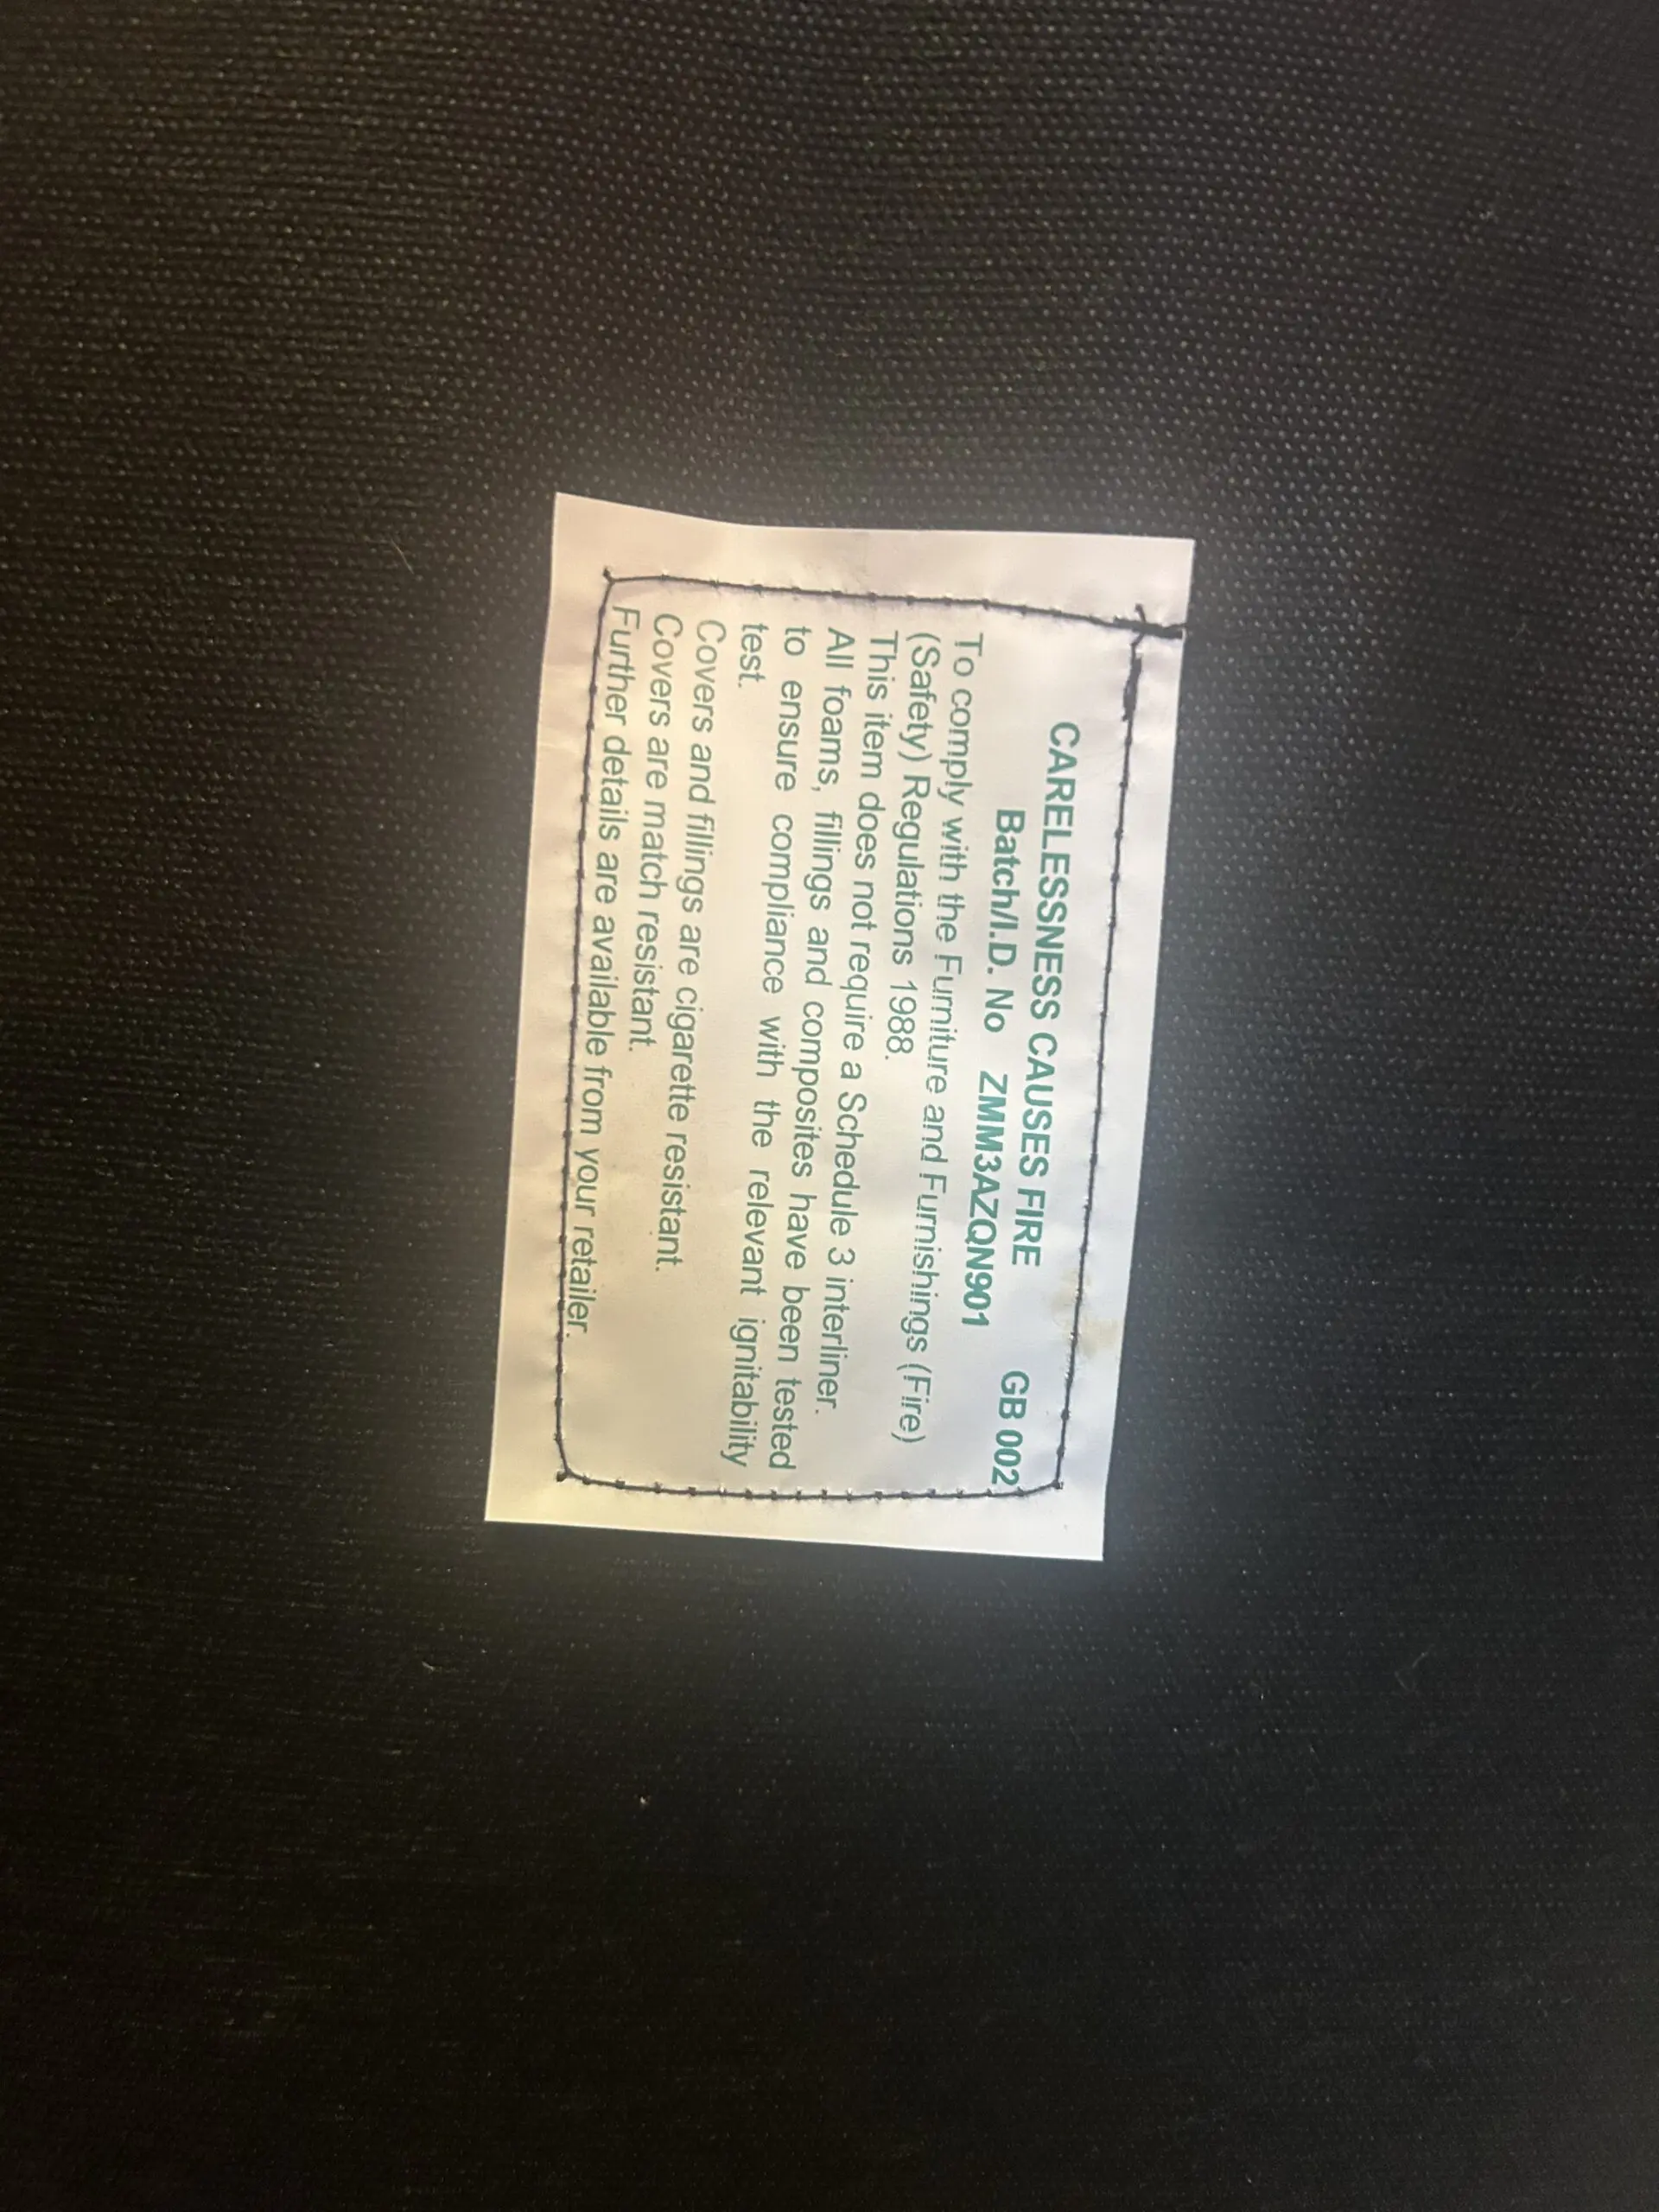 CARELESSNESS CAUSES FIRE
Batch/I.D. No ZMM3AZQN901 GB 002
To comply with the Furniture and Furnishings (Fire)
(Safety) Regulations 1988.
This item does not require a Schedule 3 interliner.
All foams, fillings and composites have been tested
to ensure compliance with the relevant ignitability
test.
Covers and fillings are cigarette resistant.
Covers are match resistant.
Further details are available from your retailer.